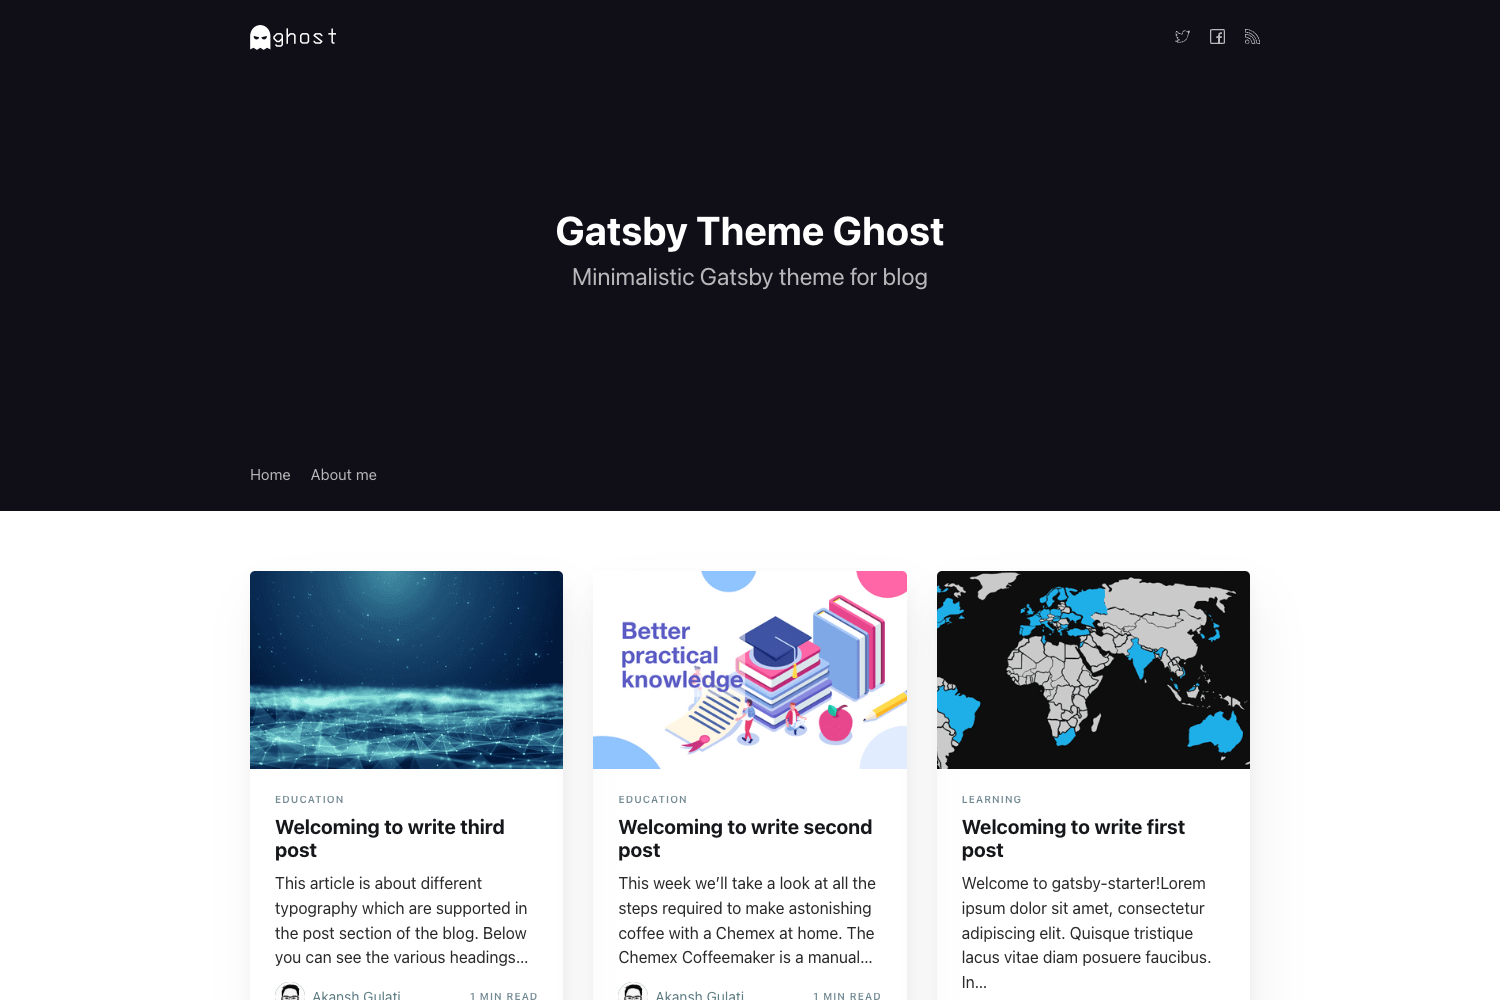 ghost
Gatsby Theme Ghost
Minimalistic Gatsby theme for blog
Home
About me
Better
practical
knowledge
EDUCATION
Welcoming to write third
post
This article is about different
typography which are supported in
the post section of the blog. Below
you can see the various headings...
Akansh Gulati
1 MIN READ
EDUCATION
Welcoming to write second
post
This week we’ll take a look at all the
steps required to make astonishing
coffee with a Chemex at home. The
Chemex Coffeemaker is a manual...
Akansh Gulati
1 MIN READ
LEARNING
Welcoming to write first
post
Welcome to gatsby-starter!Lorem
ipsum dolor sit amet, consectetur
adipiscing elit. Quisque tristique
lacus vitae diam posuere faucibus.
In...